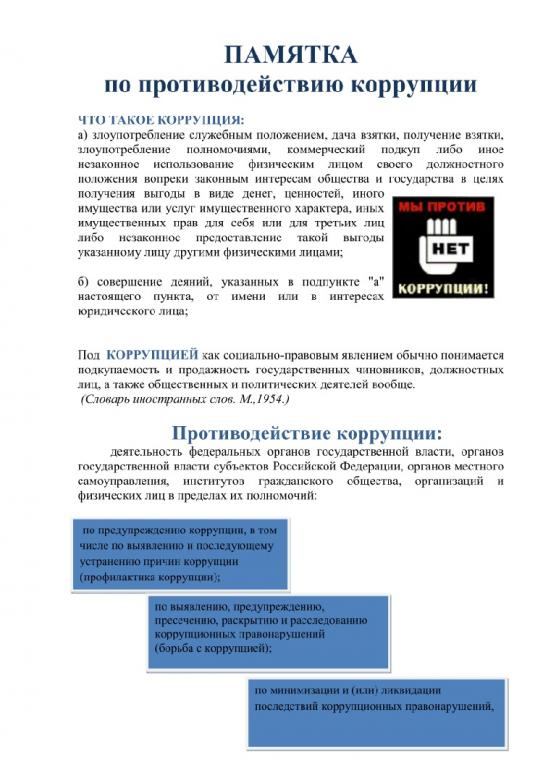 ПАМЯТКА
по противодействию коррупции
ЧТО ТАКОЕ КОРРУПЦИЯ:
а) злоупотребление служебным положением, дача взятки, получение взятки,
злоупотребление полномочиями, коммерческий подкуп либо иное
незаконное использование физическим лицом своего должностного
положения вопреки законным интересам общества и государства в целях
получения выгоды в виде денег, ценностей, иного
имущества или услуг имущественного характера, иных
имущественных прав для себя или для третьих лиц
либо незаконное предоставление такой выгоды
указанному лицу другими физическими лицами;
МЫ ПРОТИВ
НЕТ
КОРРУПЦИИ!
б) совершение деяний, указанных в подпункте "а"
настоящего пункта, от имени или в интересах
юридического лица;
Под КОРРУПЦИЕЙ как социально-правовым явлением обычно понимается
подкупаемость и продажность государственных чиновников, должностных
лиц, а также общественных и политических деятелей вообще.
(Словарь иностранных слов. М.,1954.)
Противодействие коррупции:
деятельность федеральных органов государственной власти, органов
государственной власти субъектов Российской Федерации, органов местного
самоуправления, институтов гражданского общества, организаций и
физических лиц в пределах их полномочий:
по предупреждению коррупции, в том
числе по выявлению и последующему
устранению причин коррупции
(профилактика коррупции);
по выявлению, предупреждению,
пресечению, раскрытию и расследованию
коррупционных правонарушений
(борьба с коррупцией);
по минимизации и (или) ликвидации
последствий коррупционных правонарушений,